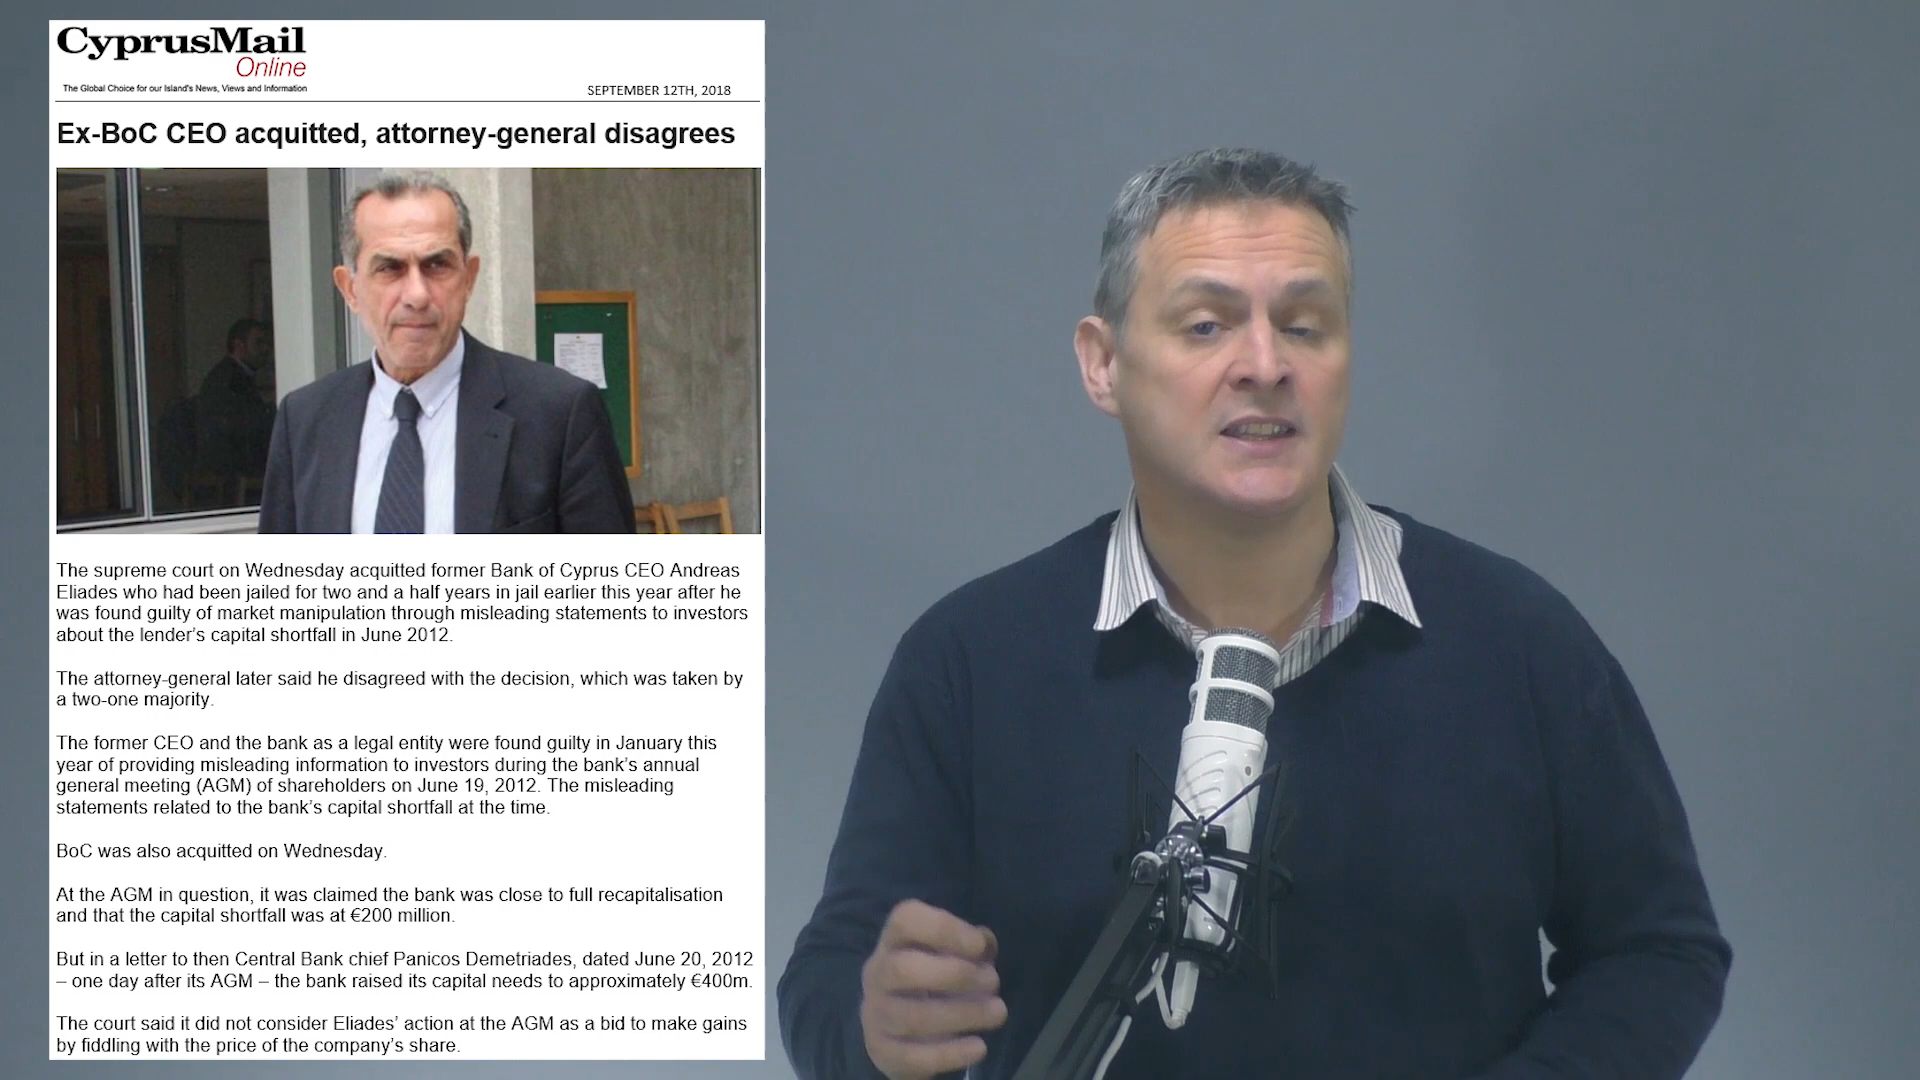 CyprusMail
Online
The Global Choice for our Island's News, Views and Information
SEPTEMBER 12TH, 2018
Ex-BoC CEO acquitted, attorney-general disagrees
The supreme court on Wednesday acquitted former Bank of Cyprus CEO Andreas
Eliades who had been jailed for two and a half years in jail earlier this year after he
was found guilty of market manipulation through misleading statements to investors
about the lender’s capital shortfall in June 2012.
The attorney-general later said he disagreed with the decision, which was taken by
a two-one majority.
The former CEO and the bank as a legal entity were found guilty in January this
year of providing misleading information to investors during the bank’s annual
general meeting (AGM) of shareholders on June 19, 2012. The misleading
statements related to the bank’s capital shortfall at the time.
BoC was also acquitted on Wednesday.
At the AGM in question, it was claimed the bank was close to full recapitalisation
and that the capital shortfall was at €200 million.
But in a letter to then Central Bank chief Panicos Demetriades, dated June 20, 2012
– one day after its AGM – the bank raised its capital needs to approximately €400m.
The court said it did not consider Eliades’ action at the AGM as a bid to make gains
by fiddling with the price of the company’s share.